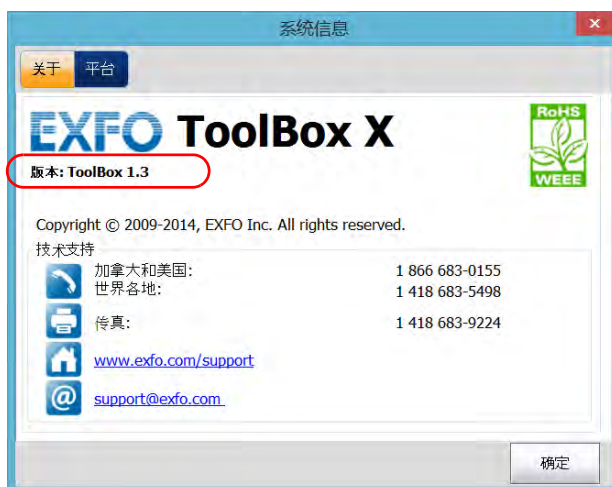 系统信息
关于 平台
EXFO ToolBox X
RoHS
版本: ToolBox 1.3
WEEE
Copyright © 2009-2014, EXFO Inc. All rights reserved.
技术支持
加拿大和美国: 1 866 683-0155
世界各地: 1 418 683-5498
传真: 1 418 683-9224
www.exfo.com/support
@ support@exfo.com
确定